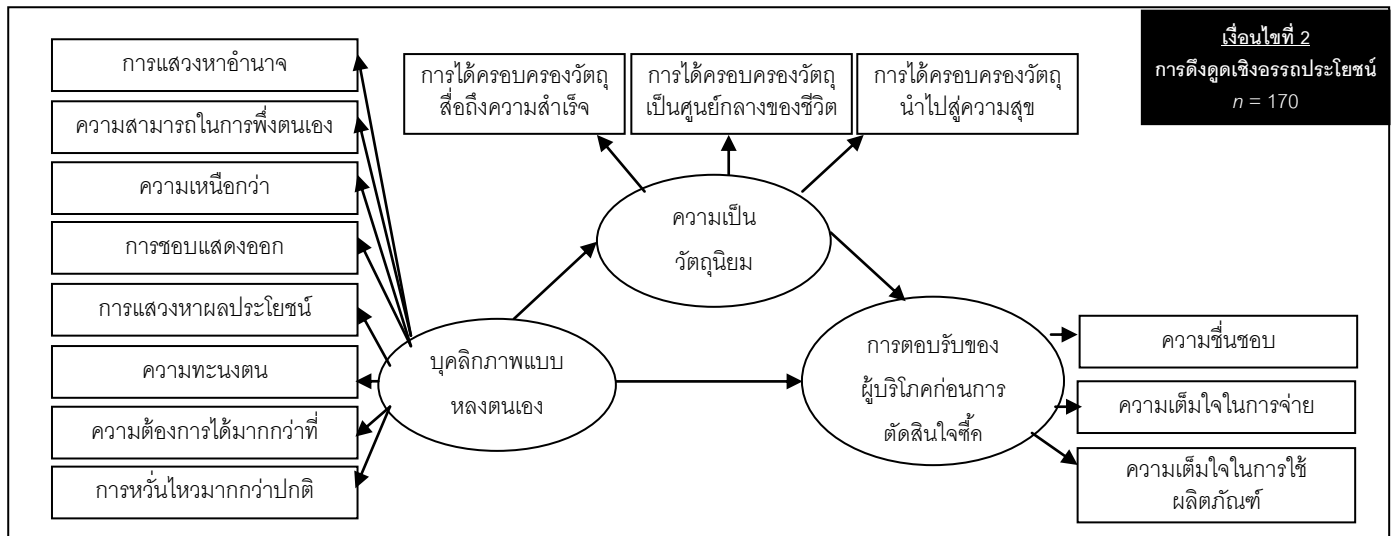 เงื่อนไขที่ 2
การดึงดูดเชิงอรรถประโยชน์
n = 170
การแสวงหาอำนาจ
ความสามารถในการพึ่งตนเอง
ความเหนือกว่า
การชอบแสดงออก
การแสวงหาผลประโยชน์
ความทะนงตน
ความต้องการได้มากกว่าที่
การหวั่นไหวมากกว่าปกติ
การได้ครอบครองวัตถุ
สื่อถึงความสำเร็จ
การได้ครอบครองวัตถุ
เป็นศูนย์กลางของชีวิต
การได้ครอบครองวัตถุ
นำไปสู่ความสุข
ความเป็น
วัตถุนิยม
บุคลิกภาพแบบ
หลงตนเอง
การตอบรับของ
ผู้บริโภคก่อนการ
ตัดสินใจซื้อ
ความชื่นชอบ
ความเต็มใจในการจ่าย
ความเต็มใจในการใช้
ผลิตภัณฑ์